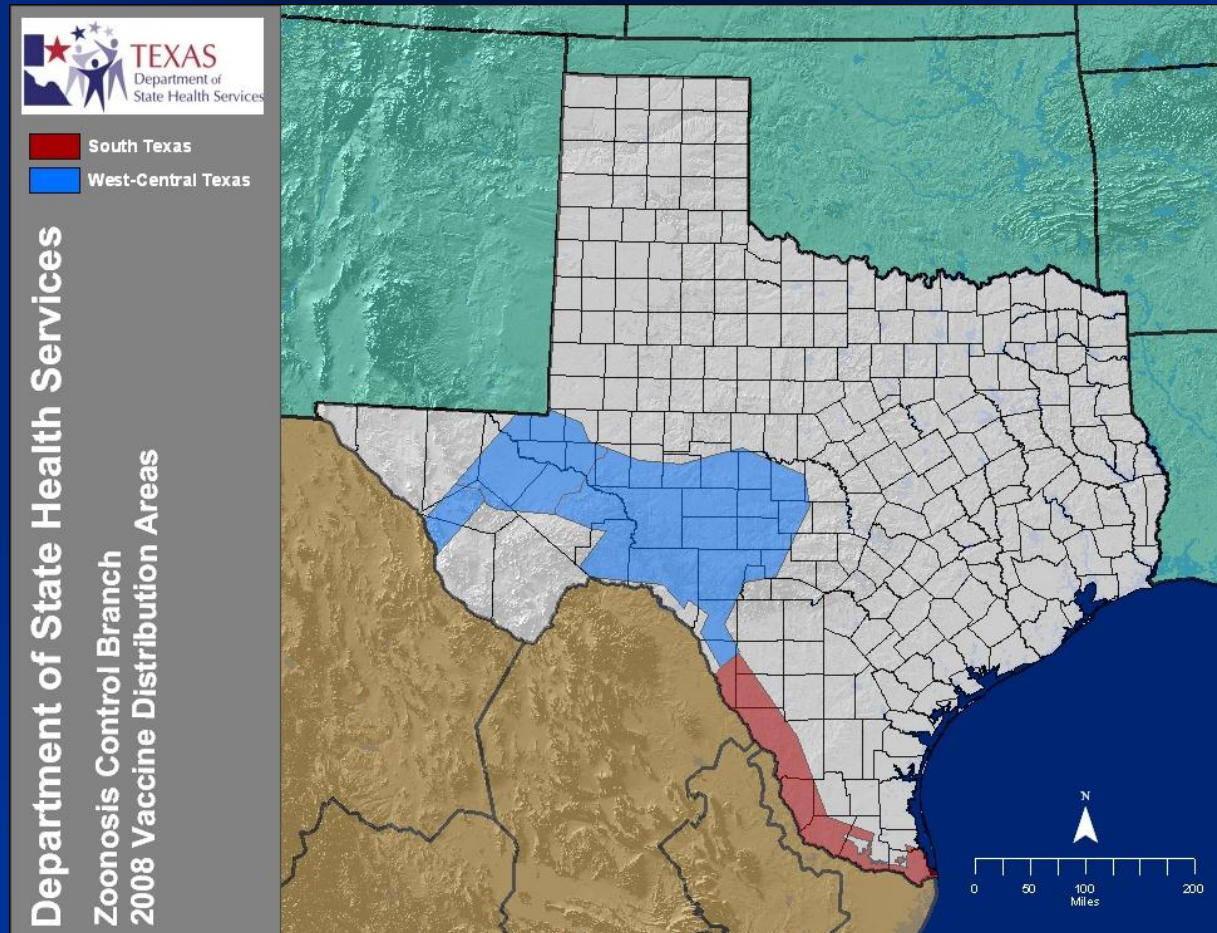 TEXAS
Department of
State Health Services
South Texas
West-Central Texas
Department of State Health Services
Zoonosis Control Branch
2008 Vaccine Distribution Areas
N
0 50 100 200
Miles